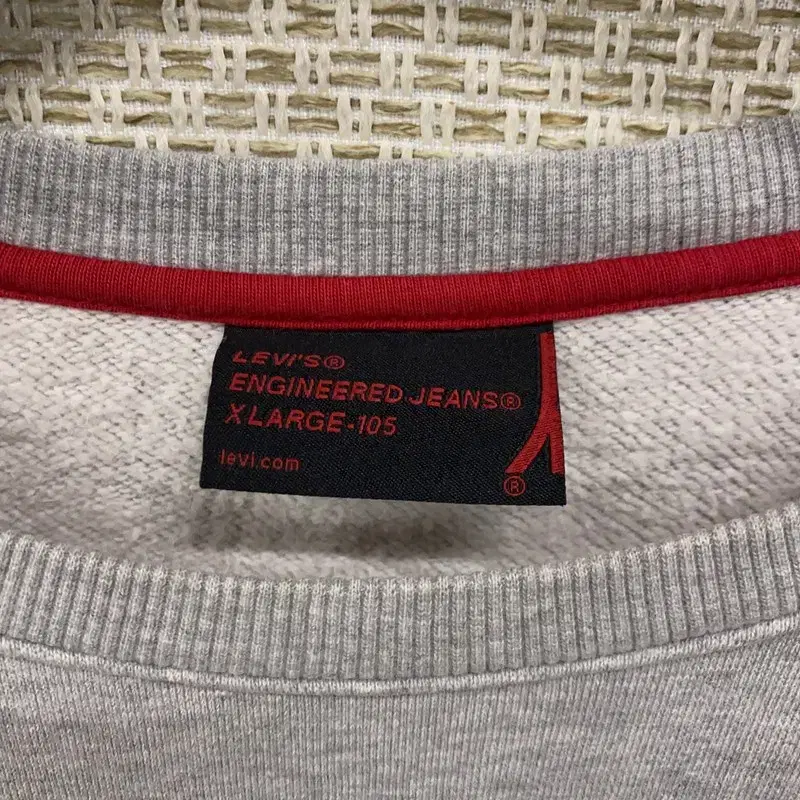 LEVI'S®
ENGINEERED JEANS®
X LARGE-105
levi.com
®